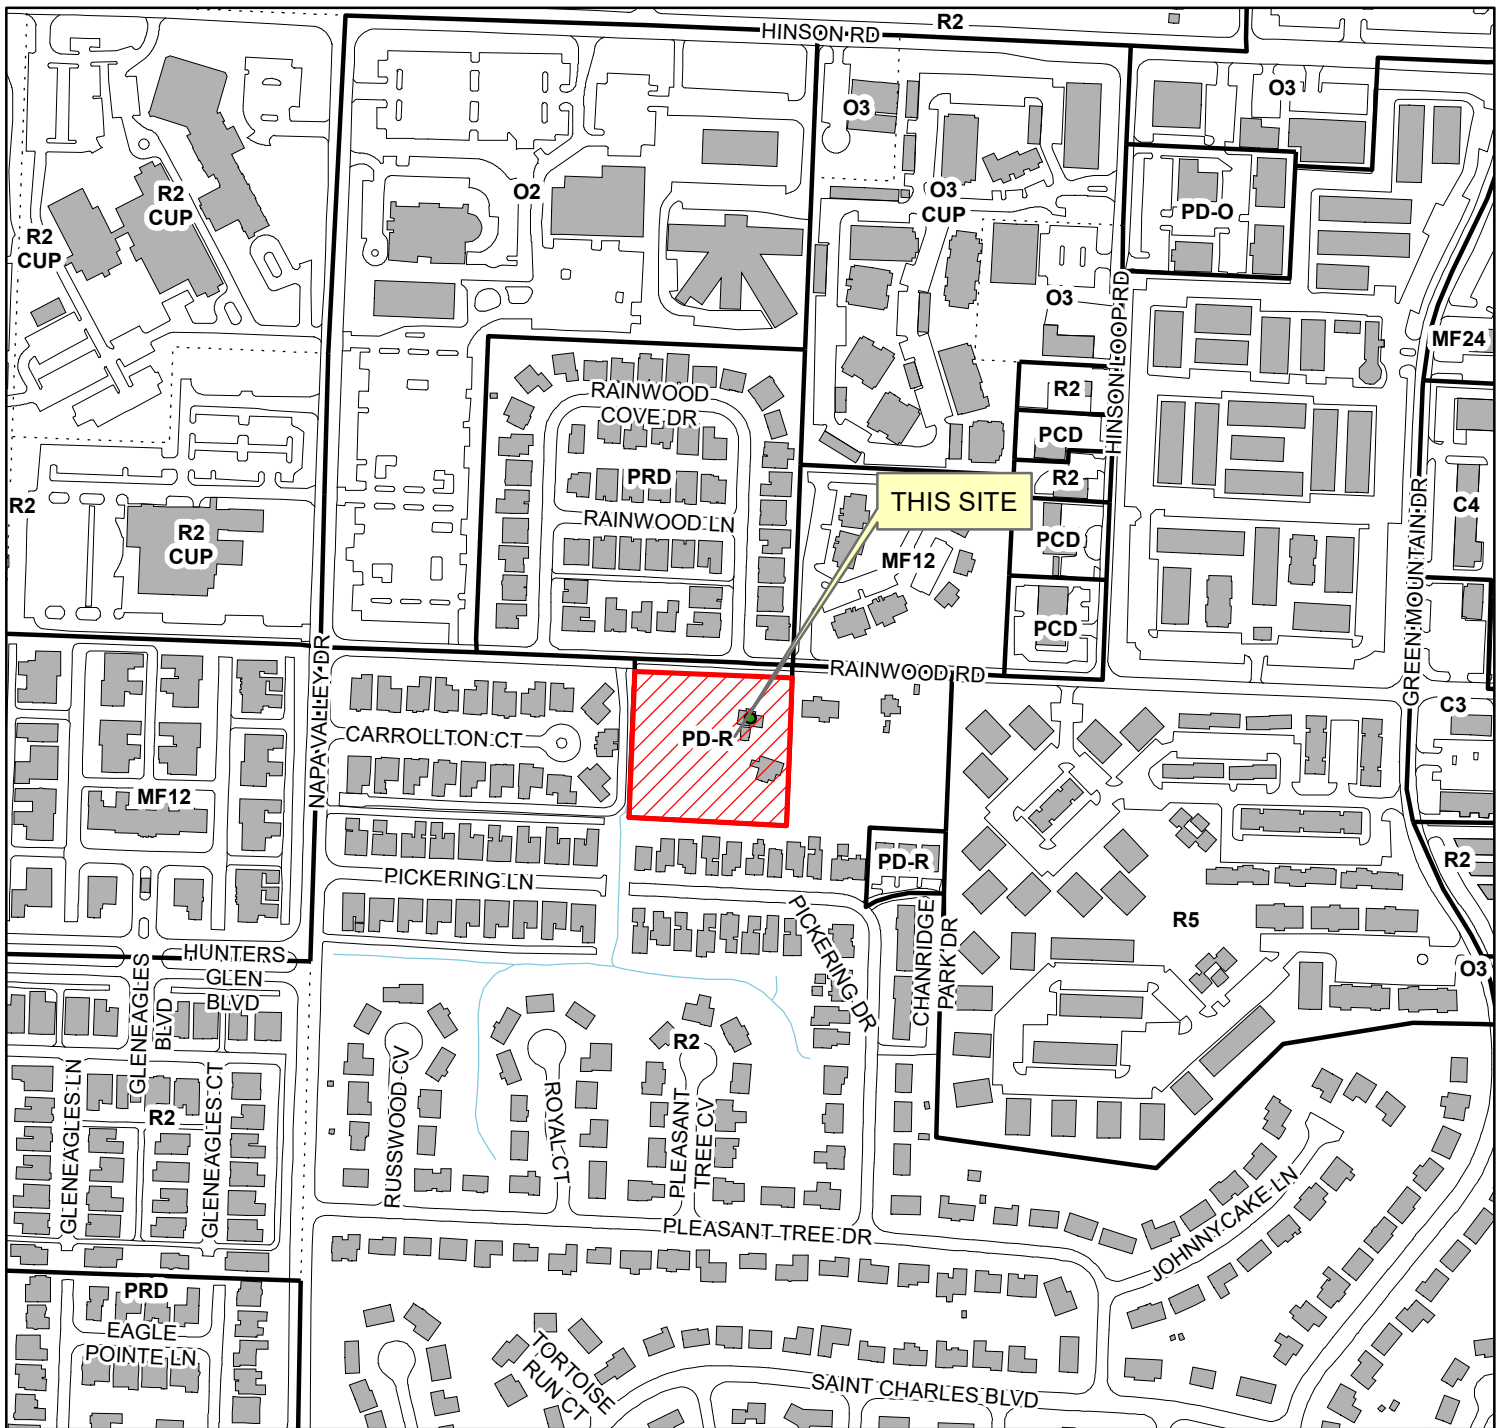 R2
HINSON RD
O3
O3
R2
CUP
O2
O3
CUP
PD-O
R2
CUP
HINSON LOOP RD
O3
MF24
RAINWOOD
COVE DR
R2
PCD
PRD
R2
THIS SITE
R2
RAINWOOD LN
R2
CUP
C4
PCD
MF12
GREEN MOUNTAIN DR
PCD
RAINWOOD RD
NAPA VALLEY DR
C3
CARROLLTON CT
PD-R
MF12
R2
PD-R
PICKERING LN
PICKERING DR
CHANRIDGE
PARK DR
R5
HUNTERS
GLEN
BLVD
O3
GLENEAGLES
BLVD
R2
GLENEAGLES LN
R2
GLENEAGLES CT
RUSSWOOD CV
ROYAL CT
PLEASANT
TREE CV
PLEASANT TREE DR
JOHNNYCAKE LN
PRD
EAGLE
POINTE LN
TORTOISE
RUN CT
SAINT CHARLES BLVD